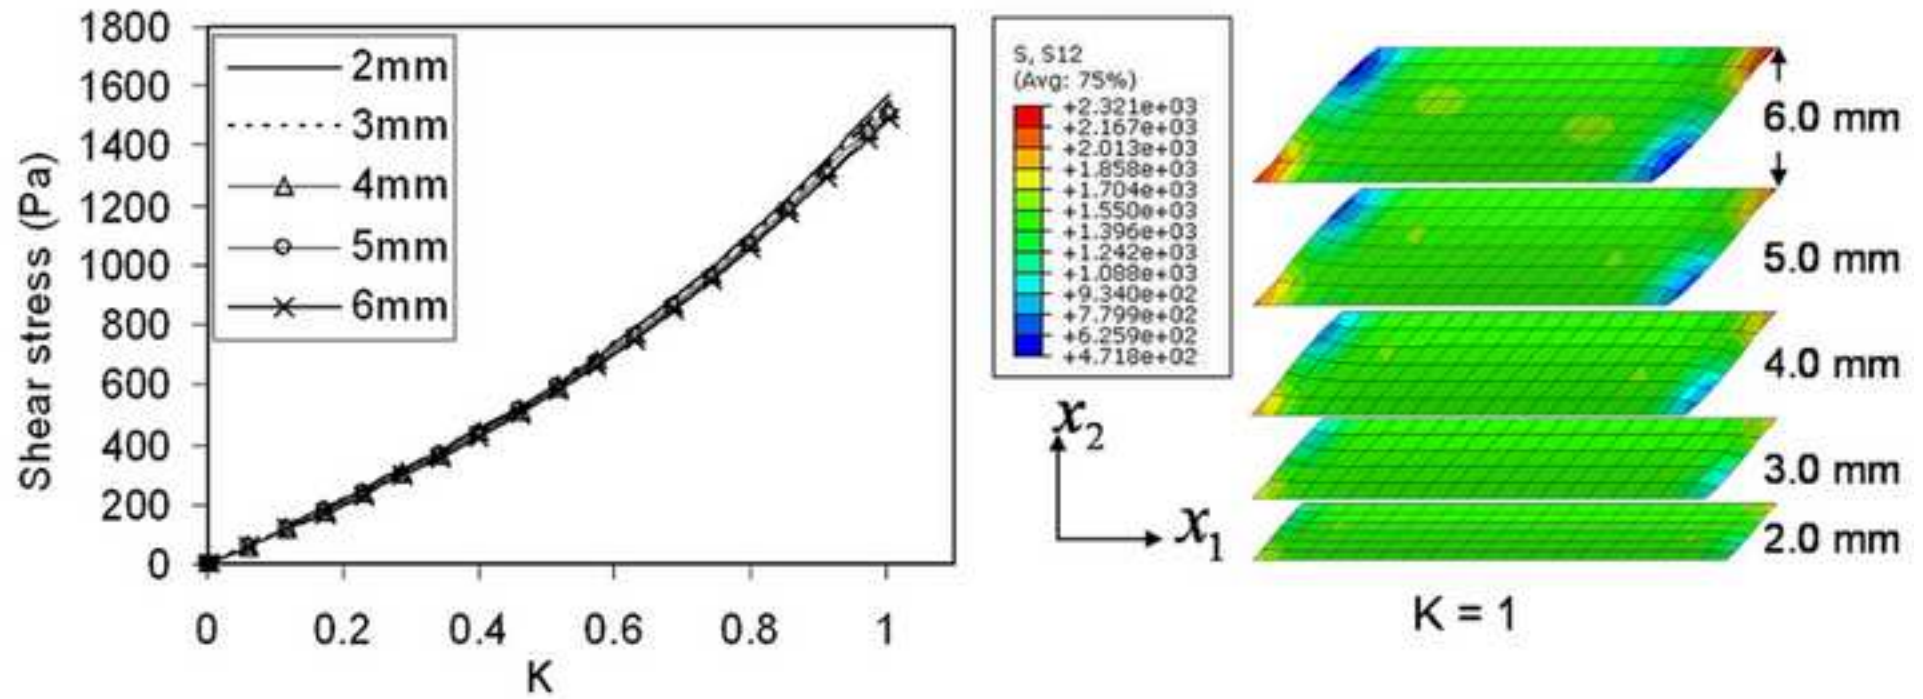 1800
1600
1400
1200
1000
800
600
400
200
0
Shear stress (Pa)
2mm
3mm
4mm
5mm
6mm
0 0.2 0.4 0.6 0.8 1
K
S, S12
(Avg: 75%)
+2.321e+03
+2.167e+03
+2.013e+03
+1.858e+03
+1.704e+03
+1.550e+03
+1.396e+03
+1.242e+03
+1.088e+03
+9.340e+02
+7.799e+02
+6.259e+02
+4.718e+02
x2
x1
6.0 mm
5.0 mm
4.0 mm
3.0 mm
2.0 mm
K = 1